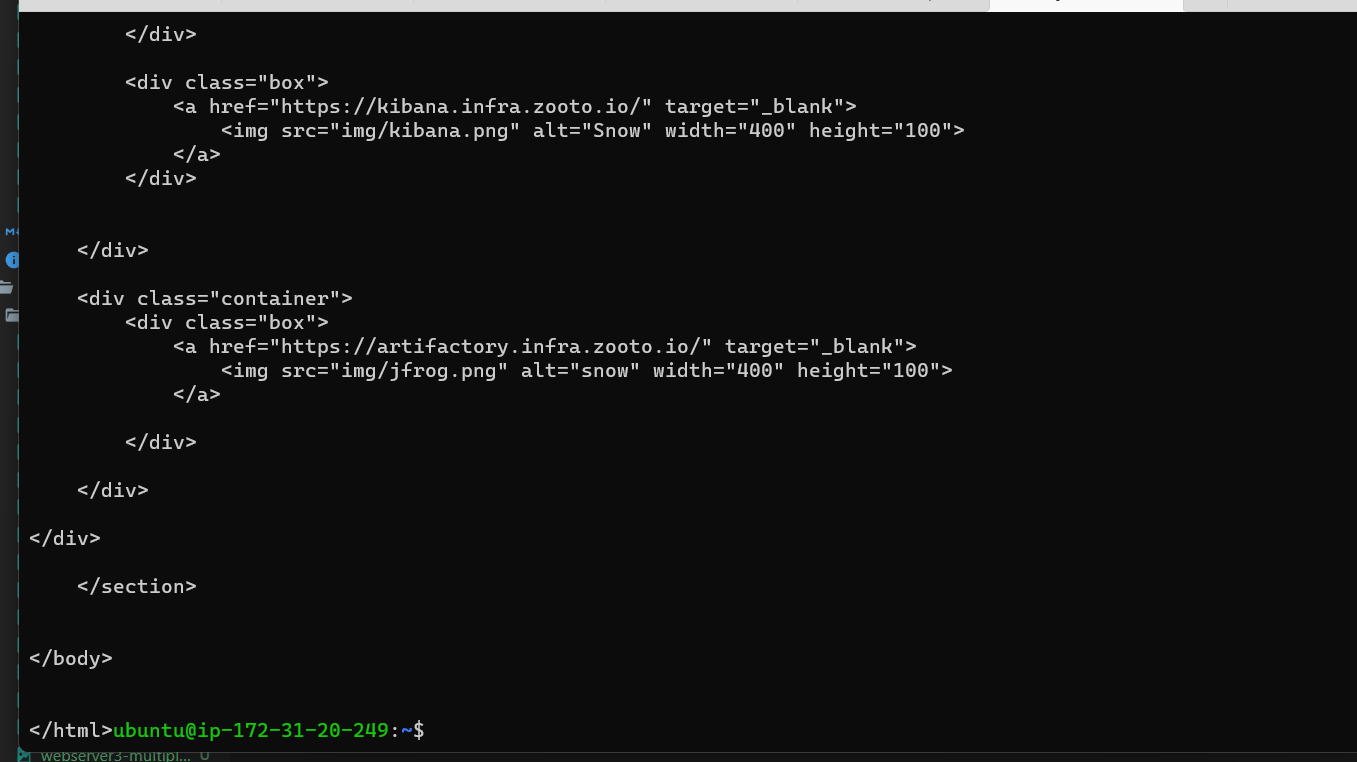 </div>

        <div class="box">
            <a href="https://kibana.infra.zooto.io/" target="_blank">
                <img src="img/kibana.png" alt="Snow" width="400" height="100">
            </a>
        </div>


    </div>

    <div class="container">
        <div class="box">
            <a href="https://artifactory.infra.zooto.io/" target="_blank">
                <img src="img/jfrog.png" alt="snow" width="400" height="100">
            </a>

        </div>

    </div>

</div>

    </section>


</body>


</html>ubuntu@ip-172-31-20-249:~$
webserver3-multipl... U